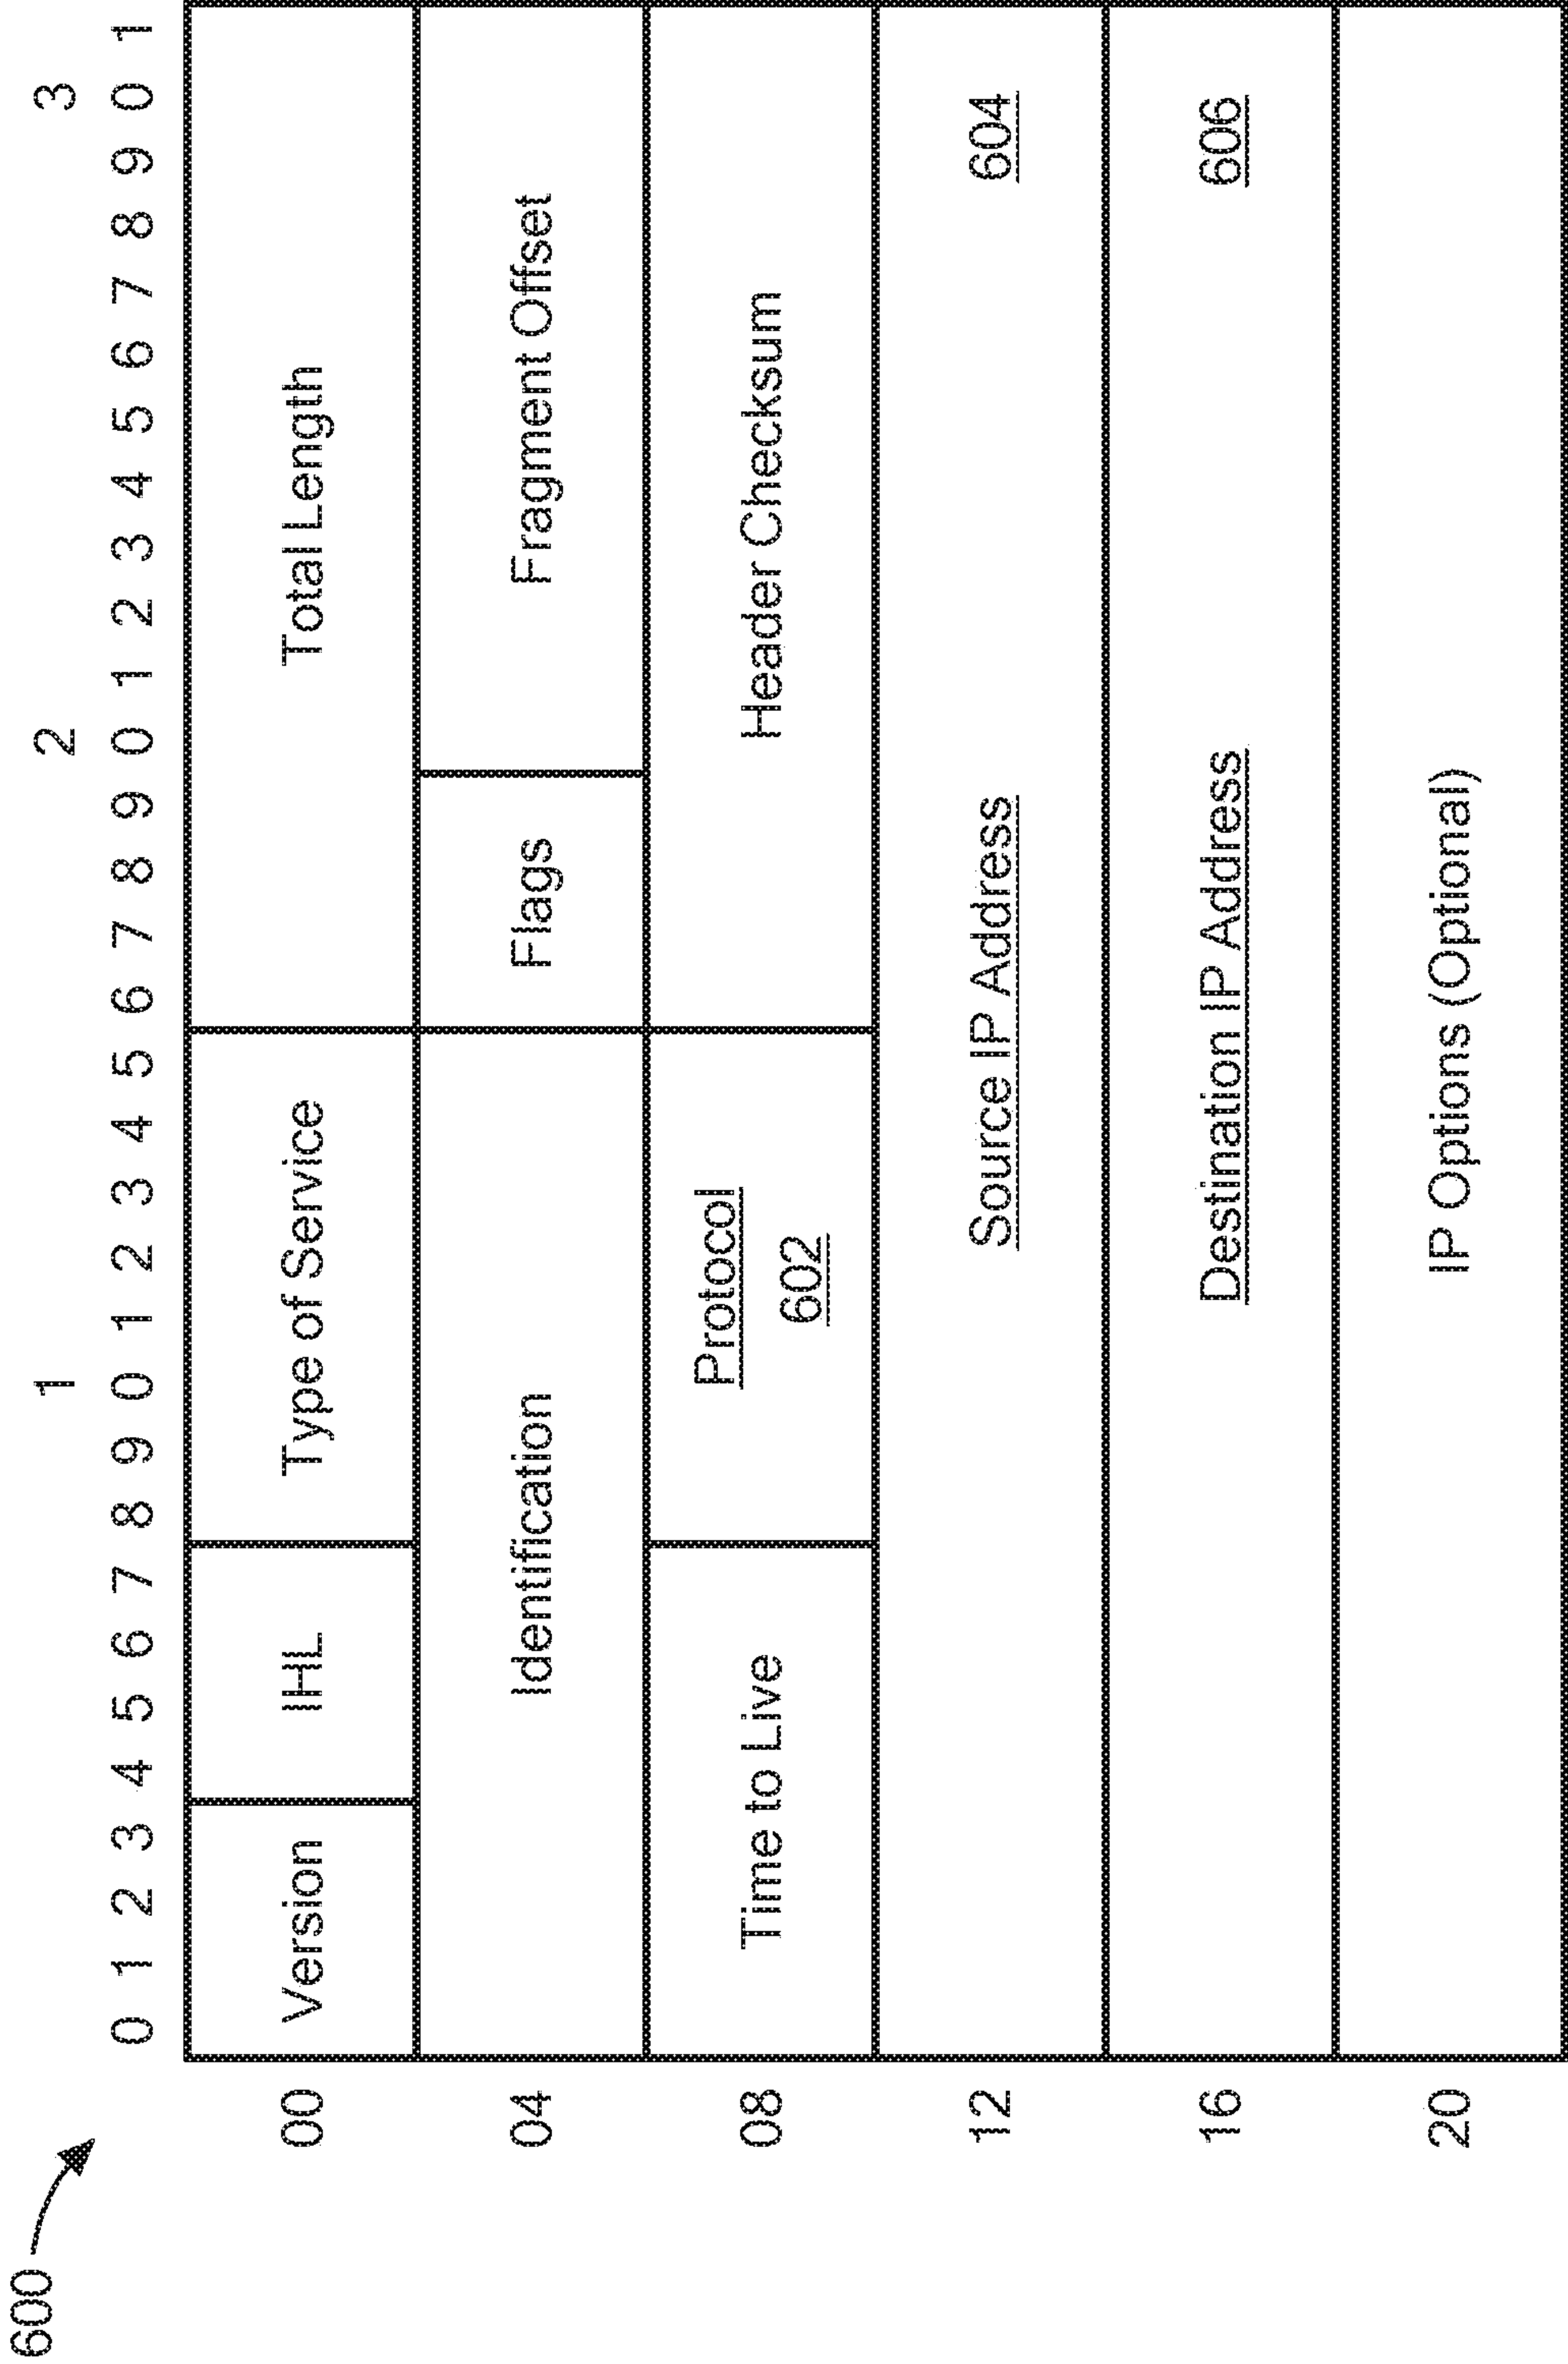 600
1 2 3
0 1 2 3 4 5 6 7 8 9 0 1 2 3 4 5 6 7 8 9 0 1 2 3 4 5 6 7 8 9 0 1
00 Version IHL Type of Service Total Length
04 Identification Flags Fragment Offset
08 Time to Live Protocol 602 Header Checksum
12 Source IP Address 604
16 Destination IP Address 606
20 IP Options (Optional)